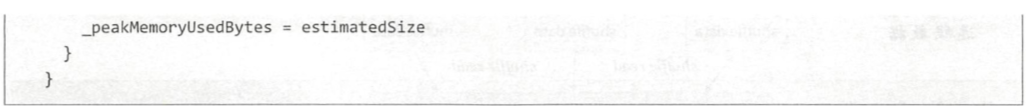 _peakMemoryUsedBytes = estimatedSize
}
}